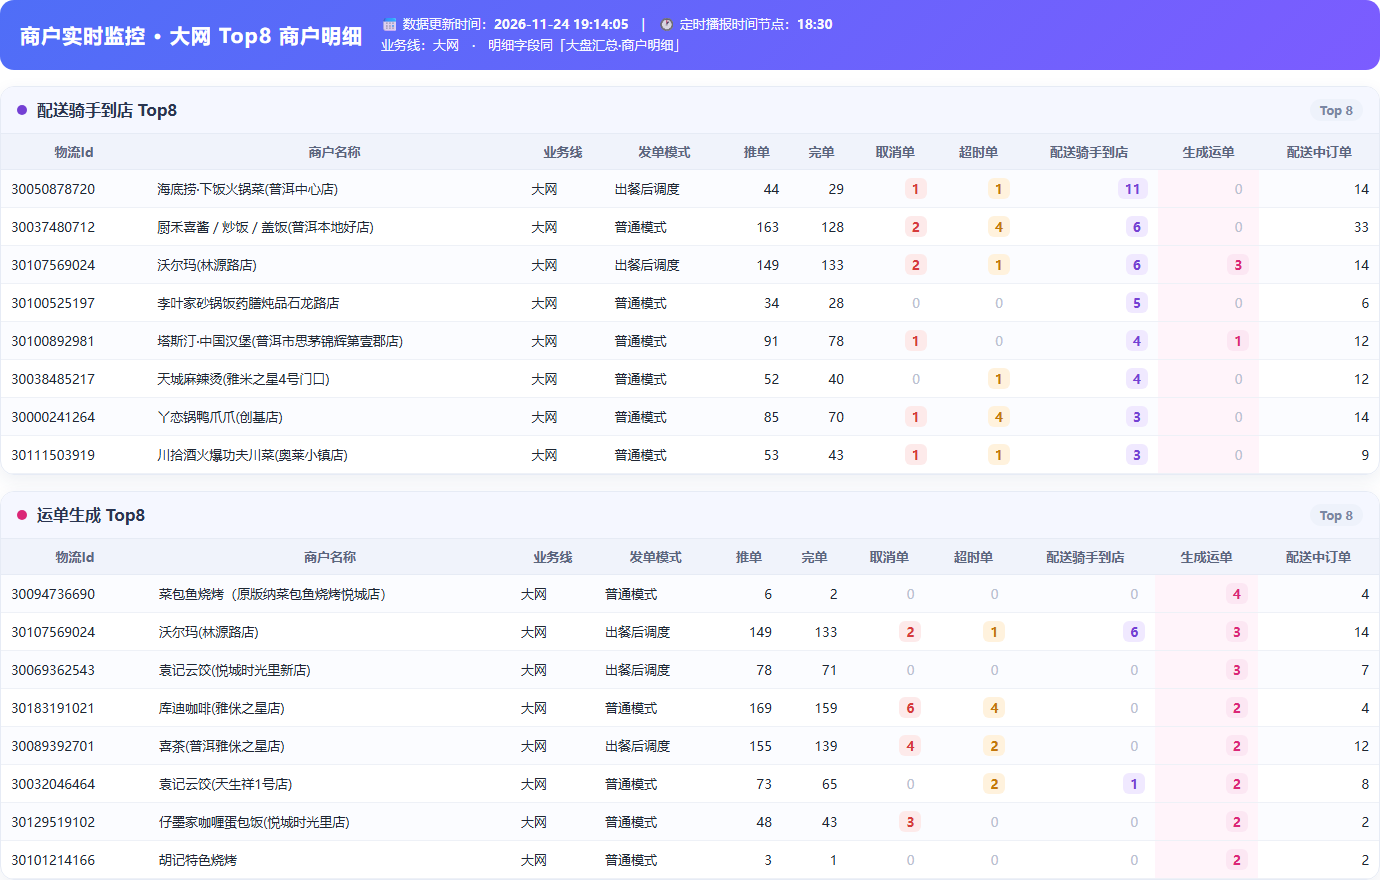 商户实时监控 • 大网 Top8 商户明细
数据更新时间：2026-11-24 19:14:05 | 定时播报时间节点：18:30
业务线：大网 · 明细字段同「大盘汇总·商户明细」
配送骑手到店 Top8 Top 8
物流Id 商户名称 业务线 发单模式 推单 完单 取消单 超时单 配送骑手到店 生成运单 配送中订单
30050878720 海底捞·下饭火锅菜(普洱中心店) 大网 出餐后调度 44 29 1 1 11 0 14
30037480712 厨禾喜酱 / 炒饭 / 盖饭(普洱本地好店) 大网 普通模式 163 128 2 4 6 0 33
30107569024 沃尔玛(林源路店) 大网 出餐后调度 149 133 2 1 6 3 14
30100525197 李叶家砂锅饭药膳炖品石龙路店 大网 普通模式 34 28 0 0 5 0 6
30100892981 塔斯汀·中国汉堡(普洱市思茅锦辉第壹郡店) 大网 普通模式 91 78 1 0 4 1 12
30038485217 天城麻辣烫(雅米之星4号门口) 大网 普通模式 52 40 0 1 4 0 12
30000241264 丫恋锅鸭爪爪(创基店) 大网 普通模式 85 70 1 4 3 0 14
30111503919 川拾酒火爆功夫川菜(奥莱小镇店) 大网 普通模式 53 43 1 1 3 0 9
运单生成 Top8 Top 8
物流Id 商户名称 业务线 发单模式 推单 完单 取消单 超时单 配送骑手到店 生成运单 配送中订单
30094736690 菜包鱼烧烤（原版纳菜包鱼烧烤悦城店） 大网 普通模式 6 2 0 0 0 4 4
30107569024 沃尔玛(林源路店) 大网 出餐后调度 149 133 2 1 6 3 14
30069362543 袁记云饺(悦城时光里新店) 大网 出餐后调度 78 71 0 0 0 3 7
30183191021 库迪咖啡(雅侎之星店) 大网 普通模式 169 159 6 4 0 2 4
30089392701 喜茶(普洱雅侎之星店) 大网 出餐后调度 155 139 4 2 0 2 12
30032046464 袁记云饺(天生祥1号店) 大网 普通模式 73 65 0 2 1 2 8
30129519102 仔墨家咖喱蛋包饭(悦城时光里店) 大网 普通模式 48 43 3 0 0 2 2
30101214166 胡记特色烧烤 大网 普通模式 3 1 0 0 0 2 2